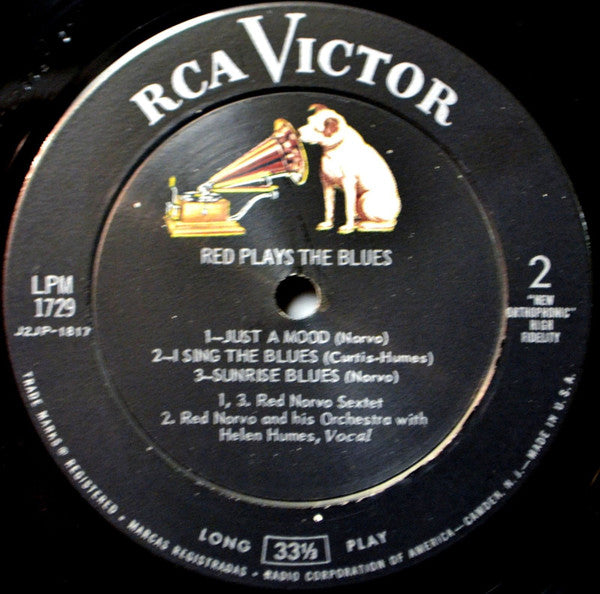 RCA VICTOR
RED PLAYS THE BLUES
LPM
1729
J2JP-1817
2
"NEW
ORTHOPHONIC"
HIGH
FIDELITY
1—JUST A MOOD (Norvo)
2—I SING THE BLUES (Curtis-Humes)
3—SUNRISE BLUES (Norvo)
1, 3. Red Norvo Sextet
2. Red Norvo and his Orchestra with
Helen Humes, Vocal
LONG 33⅓ PLAY
TRADE MARKS ® REGISTERED • MARCAS REGISTRADAS • RADIO CORPORATION OF AMERICA—CAMDEN, N. J.—MADE IN U.S.A.